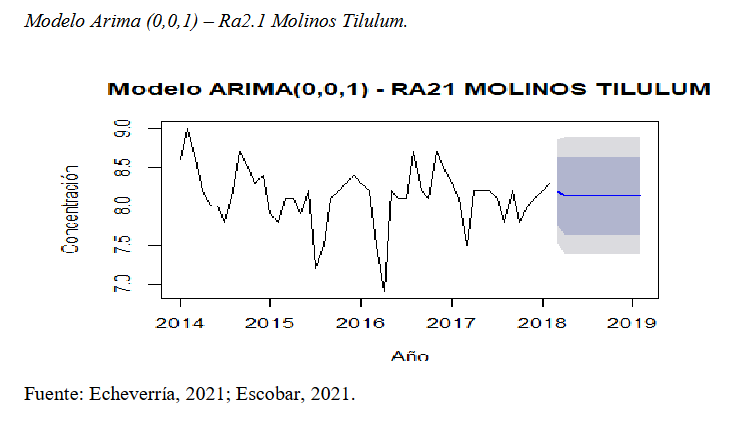 Modelo Arima (0,0,1) – Ra2.1 Molinos Tilulum.
Modelo ARIMA(0,0,1) - RA21 MOLINOS TILULUM
Concentración
9.0
8.5
8.0
7.5
7.0
2014 2015 2016 2017 2018 2019
Año
Fuente: Echeverría, 2021; Escobar, 2021.